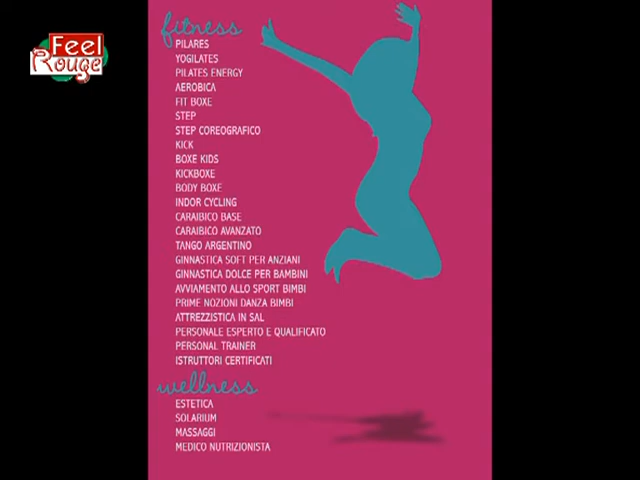 Feel
Rouge
fitness
PILARES
YOGILATES
PILATES ENERGY
AEROBICA
FIT BOXE
STEP
STEP COREOGRAFICO
KICK
BOXE KIDS
KICKBOXE
BODY BOXE
INDOR CYCLING
CARAIBICO BASE
CARAIBICO AVANZATO
TANGO ARGENTINO
GINNASTICA SOFT PER ANZIANI
GINNASTICA DOLCE PER BAMBINI
AVVIAMENTO ALLO SPORT BIMBI
PRIME NOZIONI DANZA BIMBI
ATTREZZISTICA IN SAL
PERSONALE ESPERTO E QUALIFICATO
PERSONAL TRAINER
ISTRUTTORI CERTIFICATI
wellness
ESTETICA
SOLARIUM
MASSAGGI
MEDICO NUTRIZIONISTA